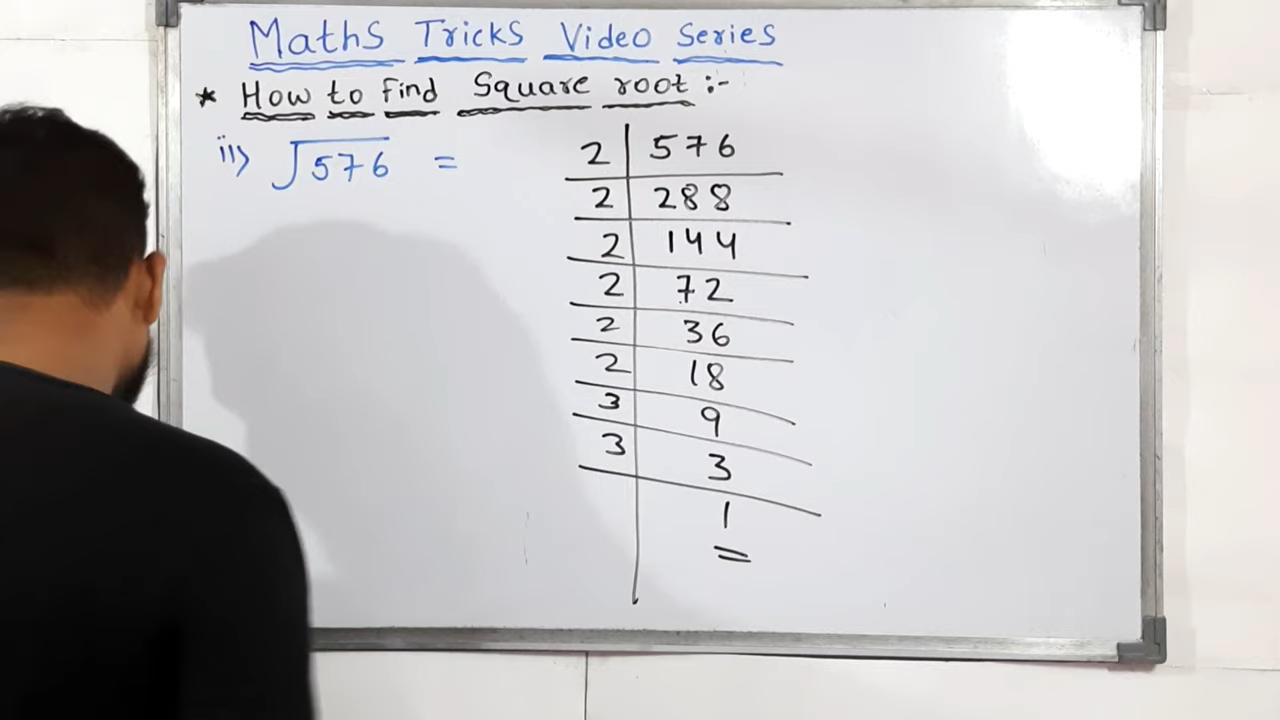 Maths Tricks Video Series
* How to find Square root :-
ii) √576 =
2 | 576
2 | 288
2 | 144
2 | 72
2 | 36
2 | 18
3 | 9
3 | 3
1